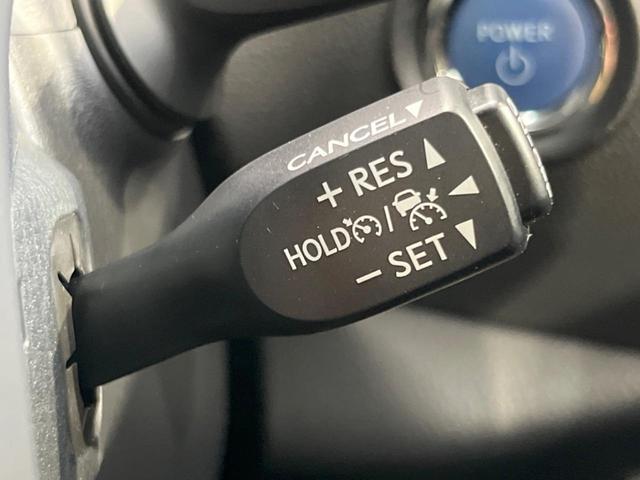 POWER
CANCEL▼
+ RES ▲
HOLD / ◀
− SET ▼